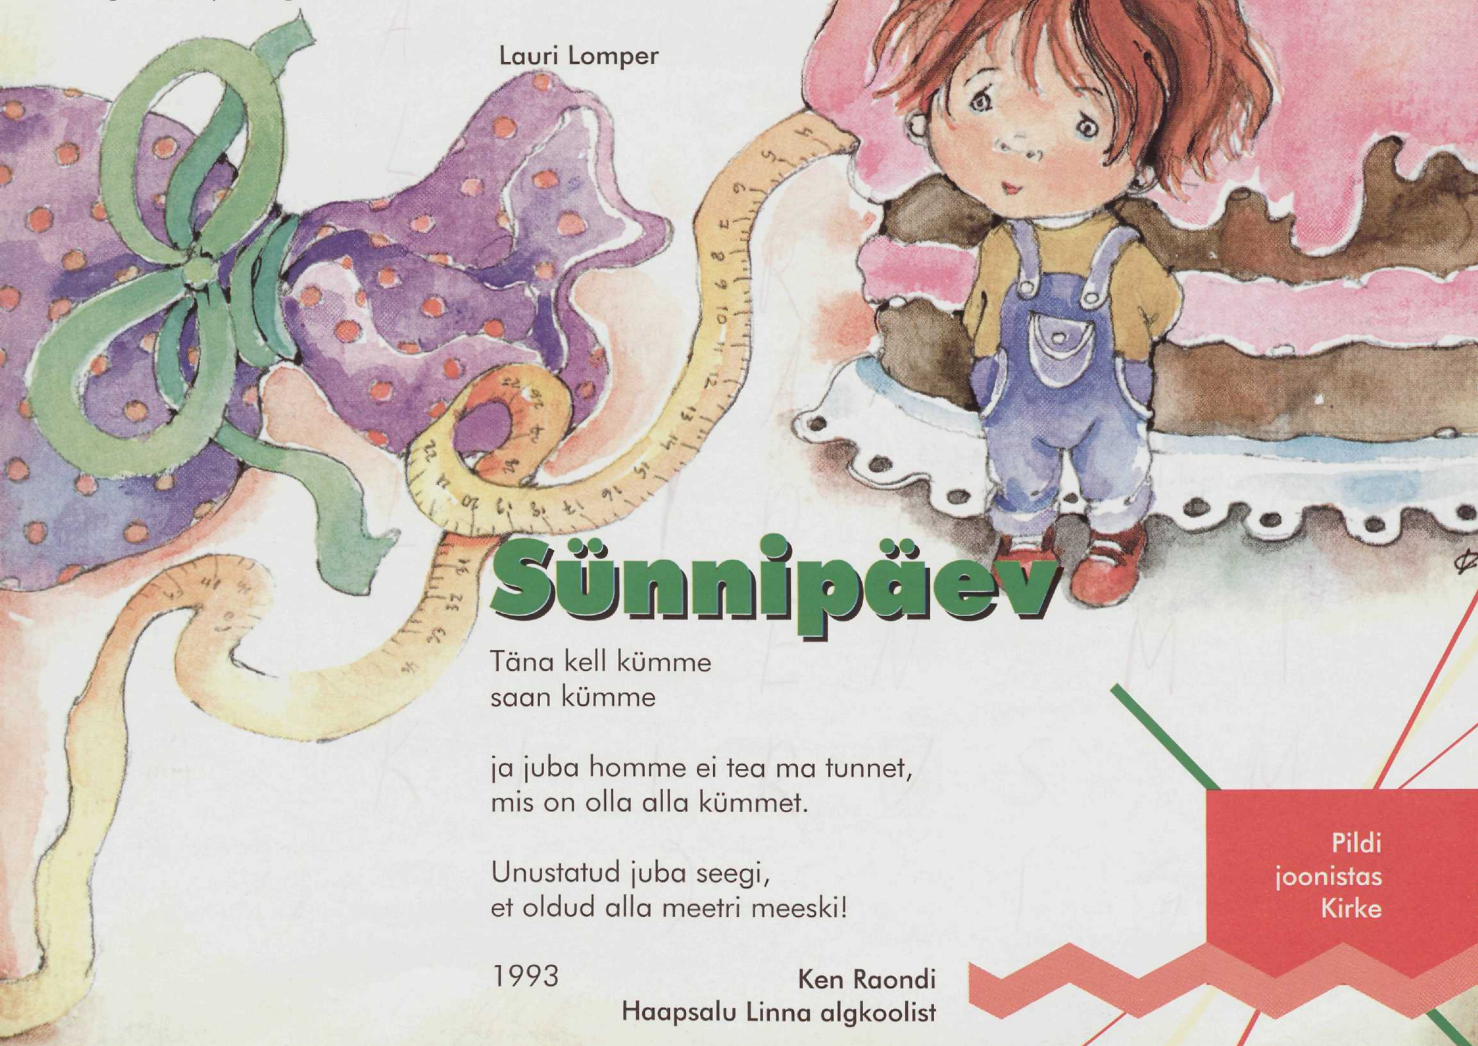 Lauri Lomper
Sünnipäev
Täna kell kümme
saan kümme
ja juba homme ei tea ma tunnet,
mis on olla alla kümmet.
Unustatud juba seegi,
et oldud alla meetri meeski!
1993
Ken Raondi
Haapsalu Linna algkoolist
Pildi
joonistas
Kirke